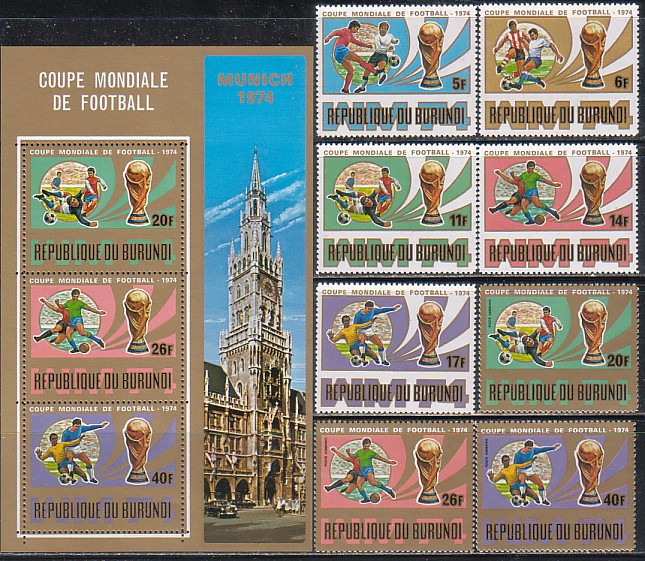 COUPE MONDIALE
DE FOOTBALL
MUNICH
1974
COUPE MONDIALE DE FOOTBALL - 1974
20F
REPUBLIQUE DU BURUNDI
COUPE MONDIALE DE FOOTBALL - 1974
26F
REPUBLIQUE DU BURUNDI
COUPE MONDIALE DE FOOTBALL - 1974
40F
REPUBLIQUE DU BURUNDI
COUPE MONDIALE DE FOOTBALL - 1974
5F
REPUBLIQUE DU BURUNDI
COUPE MONDIALE DE FOOTBALL - 1974
6F
REPUBLIQUE DU BURUNDI
COUPE MONDIALE DE FOOTBALL - 1974
11F
REPUBLIQUE DU BURUNDI
COUPE MONDIALE DE FOOTBALL - 1974
14F
REPUBLIQUE DU BURUNDI
COUPE MONDIALE DE FOOTBALL - 1974
17F
REPUBLIQUE DU BURUNDI
COUPE MONDIALE DE FOOTBALL - 1974
20F
REPUBLIQUE DU BURUNDI
COUPE MONDIALE DE FOOTBALL - 1974
26F
REPUBLIQUE DU BURUNDI
COUPE MONDIALE DE FOOTBALL - 1974
40F
REPUBLIQUE DU BURUNDI